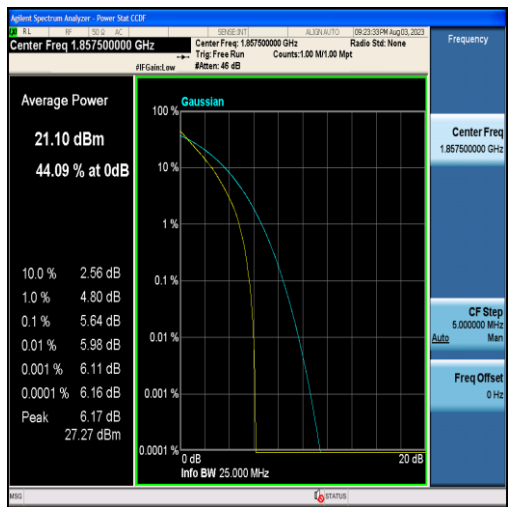 Agilent Spectrum Analyzer - Power Stat CCDF
RL RF 50 Ω AC SENSE:INT ALIGN AUTO 09:23:33PM Aug 03, 2023
Center Freq 1.857500000 GHz
Center Freq: 1.857500000 GHz Radio Std: None
Trig: Free Run Counts:1.00 M/1.00 Mpt
#IFGain:Low #Atten: 46 dB
Frequency
Average Power
21.10 dBm
44.09 % at 0dB
10.0 % 2.56 dB
1.0 % 4.80 dB
0.1 % 5.64 dB
0.01 % 5.98 dB
0.001 % 6.11 dB
0.0001 % 6.16 dB
Peak 6.17 dB
27.27 dBm
Gaussian
100 %
10 %
1 %
0.1 %
0.01 %
0.001 %
0.0001 %
0 dB 20 dB
Info BW 25.000 MHz
Center Freq
1.857500000 GHz
CF Step
5.000000 MHz
Auto Man
Freq Offset
0 Hz
MSG STATUS